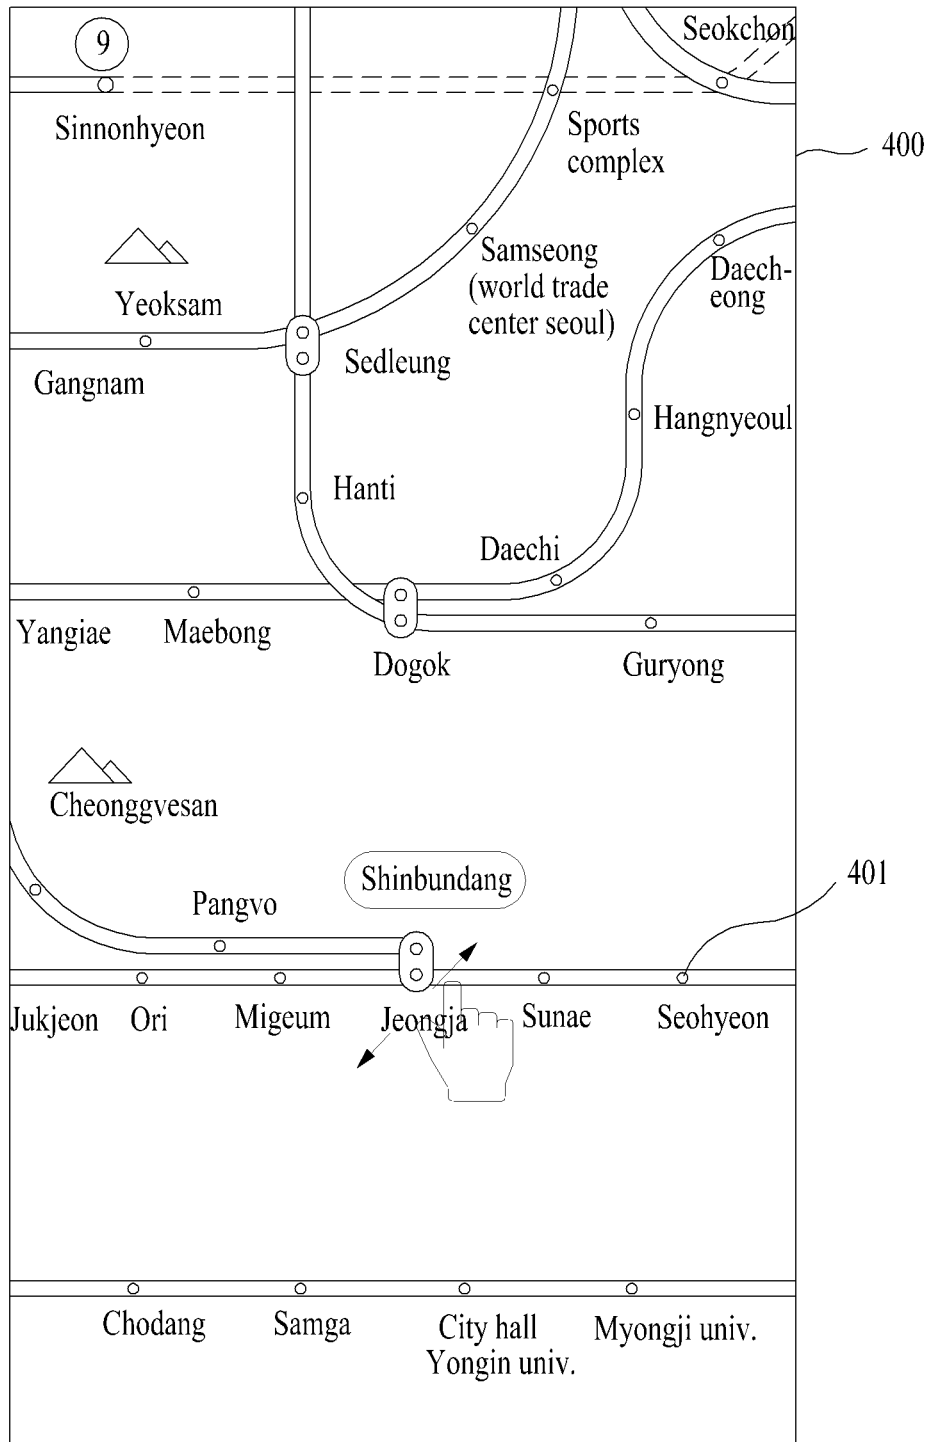 Seokchon
9
Sinnonhyeon
Sports
complex
400
Samseong
(world trade
center seoul)
Daech-
eong
Yeoksam
Sedleung
Gangnam
Hangnyeoul
Hanti
Daechi
Yangiae
Maebong
Dogok
Guryong
Cheonggvesan
Shinbundang
401
Pangvo
Jukjeon
Ori
Migeum
Jeongja
Sunae
Seohyeon
Chodang
Samga
City hall
Yongin univ.
Myongji univ.